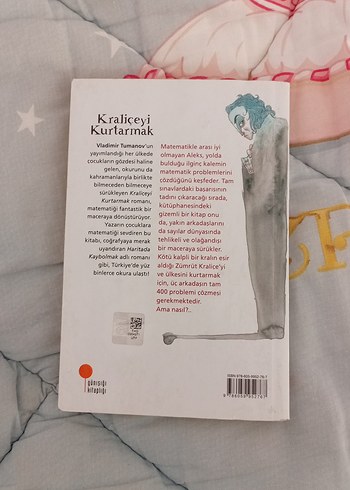 Kraliçeyi
Kurtarmak
Vladimir Tumanov'un
yayımlandığı her ülkede
çocukların gözdesi haline
gelen, okurunu da
kahramanlarıyla birlikte
bilmeceden bilmeceye
sürükleyen Kraliçeyi
Kurtarmak romanı,
matematiği fantastik bir
maceraya dönüştürüyor.
Yazarın çocuklara
matematiği sevdiren bu
kitabı, coğrafyaya merak
uyandıran Haritada
Kaybolmak adlı romanı
gibi, Türkiye'de yüz
binlerce okura ulaştı!
Matematikle arası iyi
olmayan Aleks, yolda
bulduğu ilginç kalemin
matematik problemlerini
çözdüğünü keşfeder. Tam
sınavlardaki başarısının
tadını çıkaracağı sırada,
kütüphanesindeki
gizemli bir kitap onu
da, yakın arkadaşlarını
da sayılar dünyasında
tehlikeli ve olağandışı
bir maceraya sürükler.
Kötü kalpli bir kralın esir
aldığı Zümrüt Kraliçe'yi
ve ülkesini kurtarmak
için, üç arkadaşın tam
400 problemi çözmesi
gerekmektedir.
Ama nasıl?..
günışığı
kitaplığı